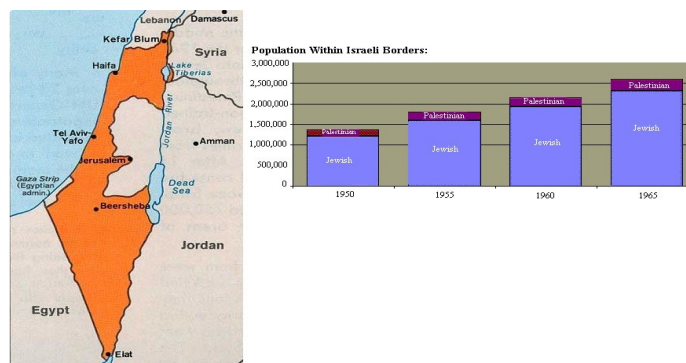 Lebanon
Damascus
Kefar Blum
Syria
Haifa
Lake
Tiberias
Jordan River
Tel Aviv-
Yafo
Amman
Jerusalem
Gaza Strip
(Egyptian
admin.)
Dead
Sea
Beersheba
Jordan
Egypt
Elat
Population Within Israeli Borders:
3,000,000
2,500,000
2,000,000
1,500,000
1,000,000
500,000
0
Palestinian
Jewish
Palestinian
Jewish
Palestinian
Jewish
Palestinian
Jewish
1950
1955
1960
1965